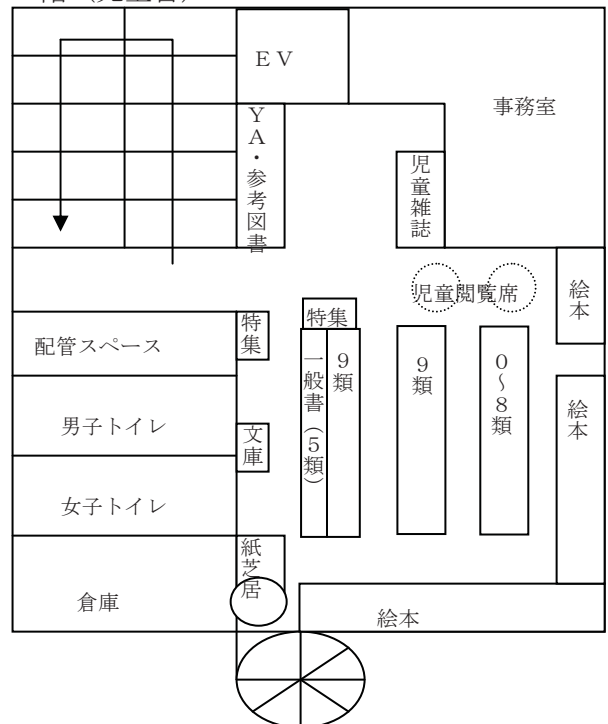 ＥＶ
事務室
ＹＡ・参考図書
児童雑誌
児童閲覧席
絵本
特集
特集
配管スペース
一般書（５類）
９類
９類
０～８類
絵本
男子トイレ
文庫
女子トイレ
紙芝居
倉庫
絵本